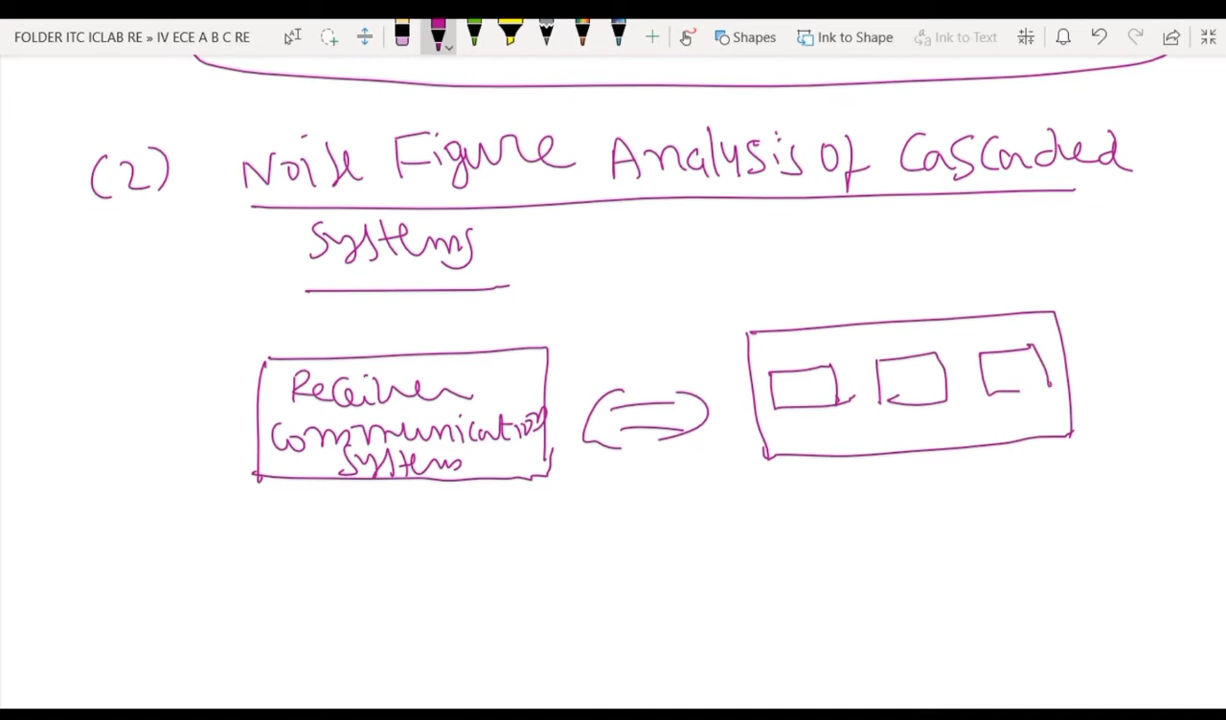 FOLDER ITC ICLAB RE » IV ECE A B C RE
Shapes
Ink to Shape
Ink to Text
(2) Noise Figure Analysis of Cascaded
Systems
Receiver
Communication
Systems